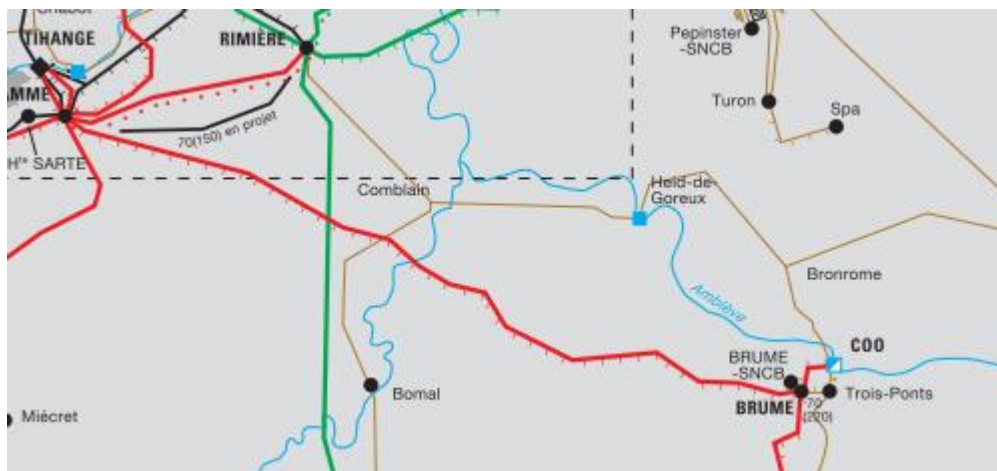 TIHANGE
RIMIÈRE
Pepinster
-SNCB
Turon
Spa
70(150) en projet
SARTE
Comblain
Heid-de-
Goreux
Bronrome
Amblève
COO
BRUME
-SNCB
Trois-Ponts
BRUME
70
(220)
Bomal
Miécret